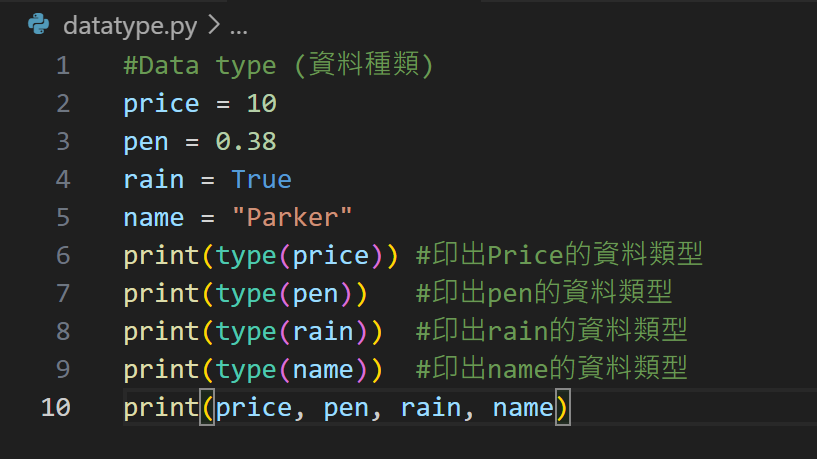 datatype.py > ...
1 #Data type (資料種類)
2 price = 10
3 pen = 0.38
4 rain = True
5 name = "Parker"
6 print(type(price)) #印出Price的資料類型
7 print(type(pen))   #印出pen的資料類型
8 print(type(rain))  #印出rain的資料類型
9 print(type(name))  #印出name的資料類型
10 print(price, pen, rain, name)